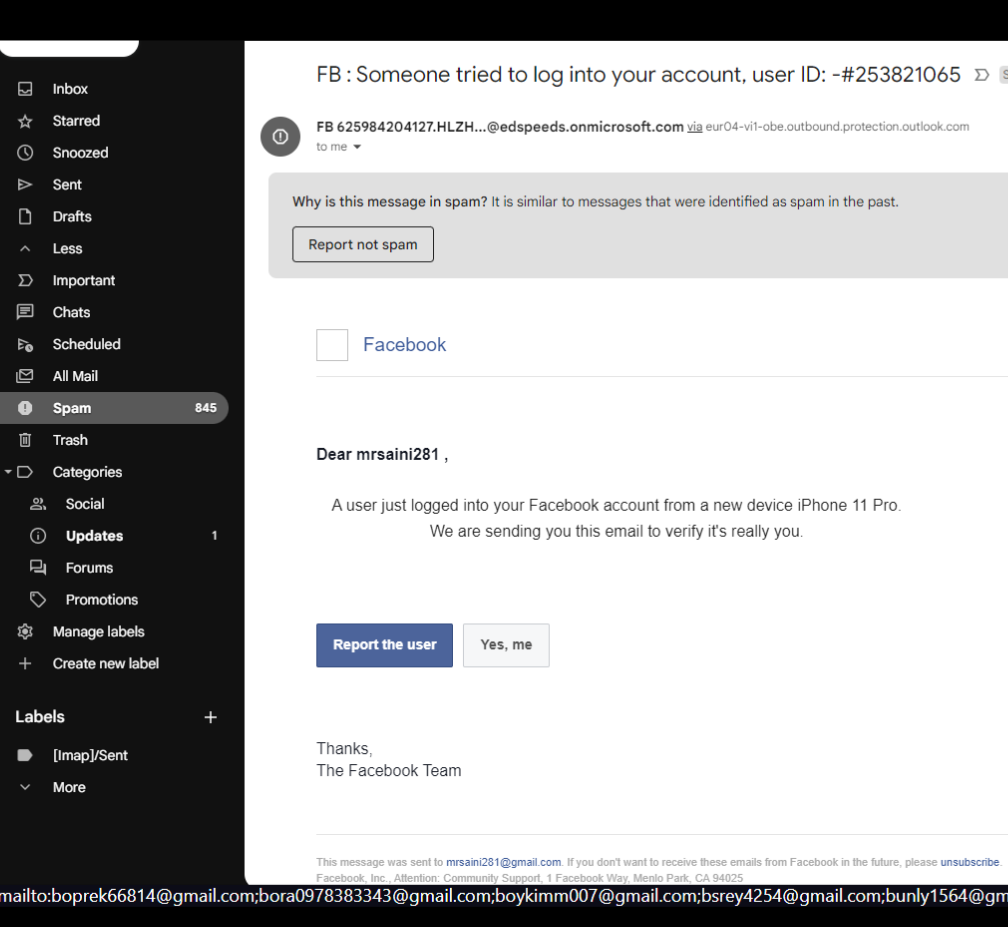 Inbox
Starred
Snoozed
Sent
Drafts
Less
Important
Chats
Scheduled
All Mail
Spam 845
Trash
Categories
Social
Updates 1
Forums
Promotions
Manage labels
Create new label
Labels +
[Imap]/Sent
More
FB : Someone tried to log into your account, user ID: -#253821065
FB 625984204127.HLZH...@edspeeds.onmicrosoft.com via eur04-vi1-obe.outbound.protection.outlook.com
to me
Why is this message in spam? It is similar to messages that were identified as spam in the past.
Report not spam
Facebook
Dear mrsaini281 ,
A user just logged into your Facebook account from a new device iPhone 11 Pro.
We are sending you this email to verify it's really you.
Report the user Yes, me
Thanks,
The Facebook Team
This message was sent to mrsaini281@gmail.com. If you don't want to receive these emails from Facebook in the future, please unsubscribe.
Facebook, Inc., Attention: Community Support, 1 Facebook Way, Menlo Park, CA 94025
mailto:boprek66814@gmail.com;bora0978383343@gmail.com;boykimm007@gmail.com;bsrey4254@gmail.com;bunly1564@gm